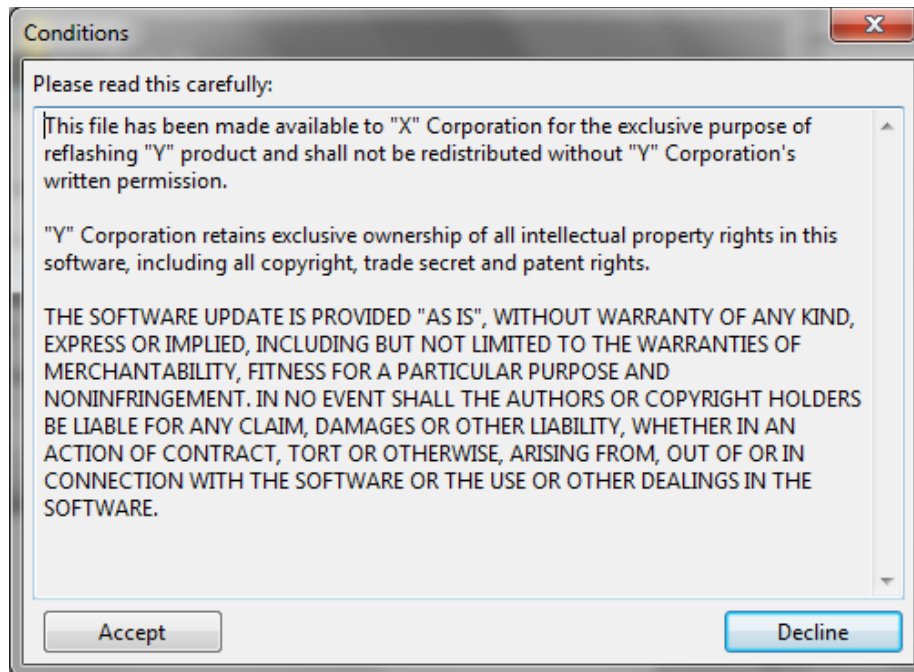 Conditions
Please read this carefully:
This file has been made available to "X" Corporation for the exclusive purpose of
reflashing "Y" product and shall not be redistributed without "Y" Corporation's
written permission.
"Y" Corporation retains exclusive ownership of all intellectual property rights in this
software, including all copyright, trade secret and patent rights.
THE SOFTWARE UPDATE IS PROVIDED "AS IS", WITHOUT WARRANTY OF ANY KIND,
EXPRESS OR IMPLIED, INCLUDING BUT NOT LIMITED TO THE WARRANTIES OF
MERCHANTABILITY, FITNESS FOR A PARTICULAR PURPOSE AND
NONINFRINGEMENT. IN NO EVENT SHALL THE AUTHORS OR COPYRIGHT HOLDERS
BE LIABLE FOR ANY CLAIM, DAMAGES OR OTHER LIABILITY, WHETHER IN AN
ACTION OF CONTRACT, TORT OR OTHERWISE, ARISING FROM, OUT OF OR IN
CONNECTION WITH THE SOFTWARE OR THE USE OR OTHER DEALINGS IN THE
SOFTWARE.
Accept
Decline